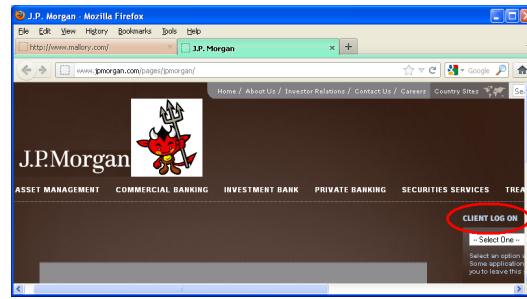 J.P. Morgan - Mozilla Firefox
File Edit View History Bookmarks Tools Help
http://www.mallory.com/ × J.P. Morgan × +
www.jpmorgan.com/pages/jpmorgan/ Google
Home / About Us / Investor Relations / Contact Us / Careers Country Sites Se
J.P.Morgan
ASSET MANAGEMENT COMMERCIAL BANKING INVESTMENT BANK PRIVATE BANKING SECURITIES SERVICES TREA
CLIENT LOG ON
-- Select One --
Select an option
Some application
you to leave this